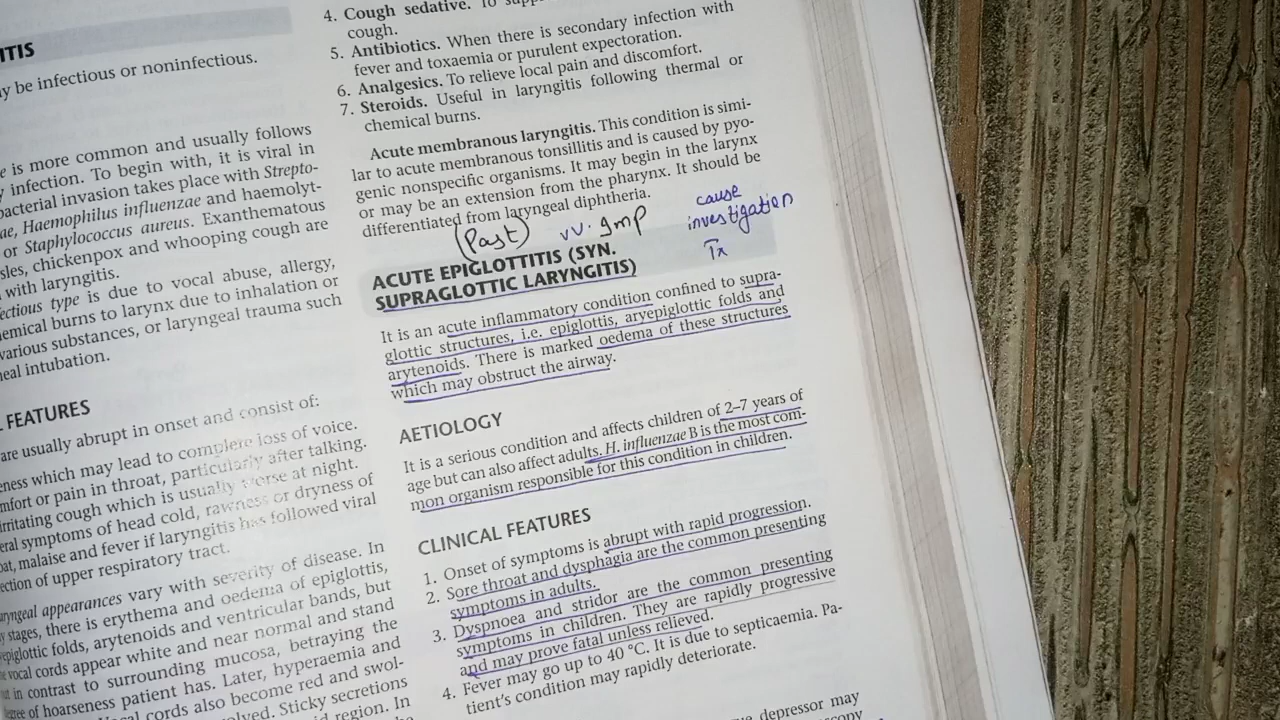 ITIS
y be infectious or noninfectious.
e is more common and usually follows
infection. To begin with, it is viral in
bacterial invasion takes place with Strepto-
ae, Haemophilus influenzae and haemolyt-
or Staphylococcus aureus. Exanthematous
sles, chickenpox and whooping cough are
with laryngitis.
ectious type is due to vocal abuse, allergy,
emical burns to larynx due to inhalation or
various substances, or laryngeal trauma such
eal intubation.
FEATURES
are usually abrupt in onset and consist of:
eness which may lead to complete loss of voice.
mfort or pain in throat, particularly after talking.
irritating cough which is usually worse at night.
eral symptoms of head cold, rawness or dryness of
oat, malaise and fever if laryngitis has followed viral
ection of upper respiratory tract.
aryngeal appearances vary with severity of disease. In
y stages, there is erythema and oedema of epiglottis,
epiglottic folds, arytenoids and ventricular bands, but
vocal cords appear white and near normal and stand
out in contrast to surrounding mucosa, betraying the
degree of hoarseness patient has. Later, hyperaemia and
cords also become red and swol-
Sticky secretions
region. In
4. Cough sedative. To
cough.
5. Antibiotics. When there is secondary infection with
fever and toxaemia or purulent expectoration.
6. Analgesics. To relieve local pain and discomfort.
7. Steroids. Useful in laryngitis following thermal or
chemical burns.
Acute membranous laryngitis. This condition is simi-
lar to acute membranous tonsillitis and is caused by pyo-
genic nonspecific organisms. It may begin in the larynx
or may be an extension from the pharynx. It should be
differentiated from laryngeal diphtheria.
(Past) vv. Imp
cause
investigation
Tx
ACUTE EPIGLOTTITIS (SYN.
SUPRAGLOTTIC LARYNGITIS)
It is an acute inflammatory condition confined to supra-
glottic structures, i.e. epiglottis, aryepiglottic folds and
arytenoids. There is marked oedema of these structures
which may obstruct the airway.
AETIOLOGY
It is a serious condition and affects children of 2–7 years of
age but can also affect adults. H. influenzae B is the most com-
mon organism responsible for this condition in children.
CLINICAL FEATURES
1. Onset of symptoms is abrupt with rapid progression.
2. Sore throat and dysphagia are the common presenting
symptoms in adults.
3. Dyspnoea and stridor are the common presenting
symptoms in children. They are rapidly progressive
and may prove fatal unless relieved.
4. Fever may go up to 40 °C. It is due to septicaemia. Pa-
tient's condition may rapidly deteriorate.
depressor may